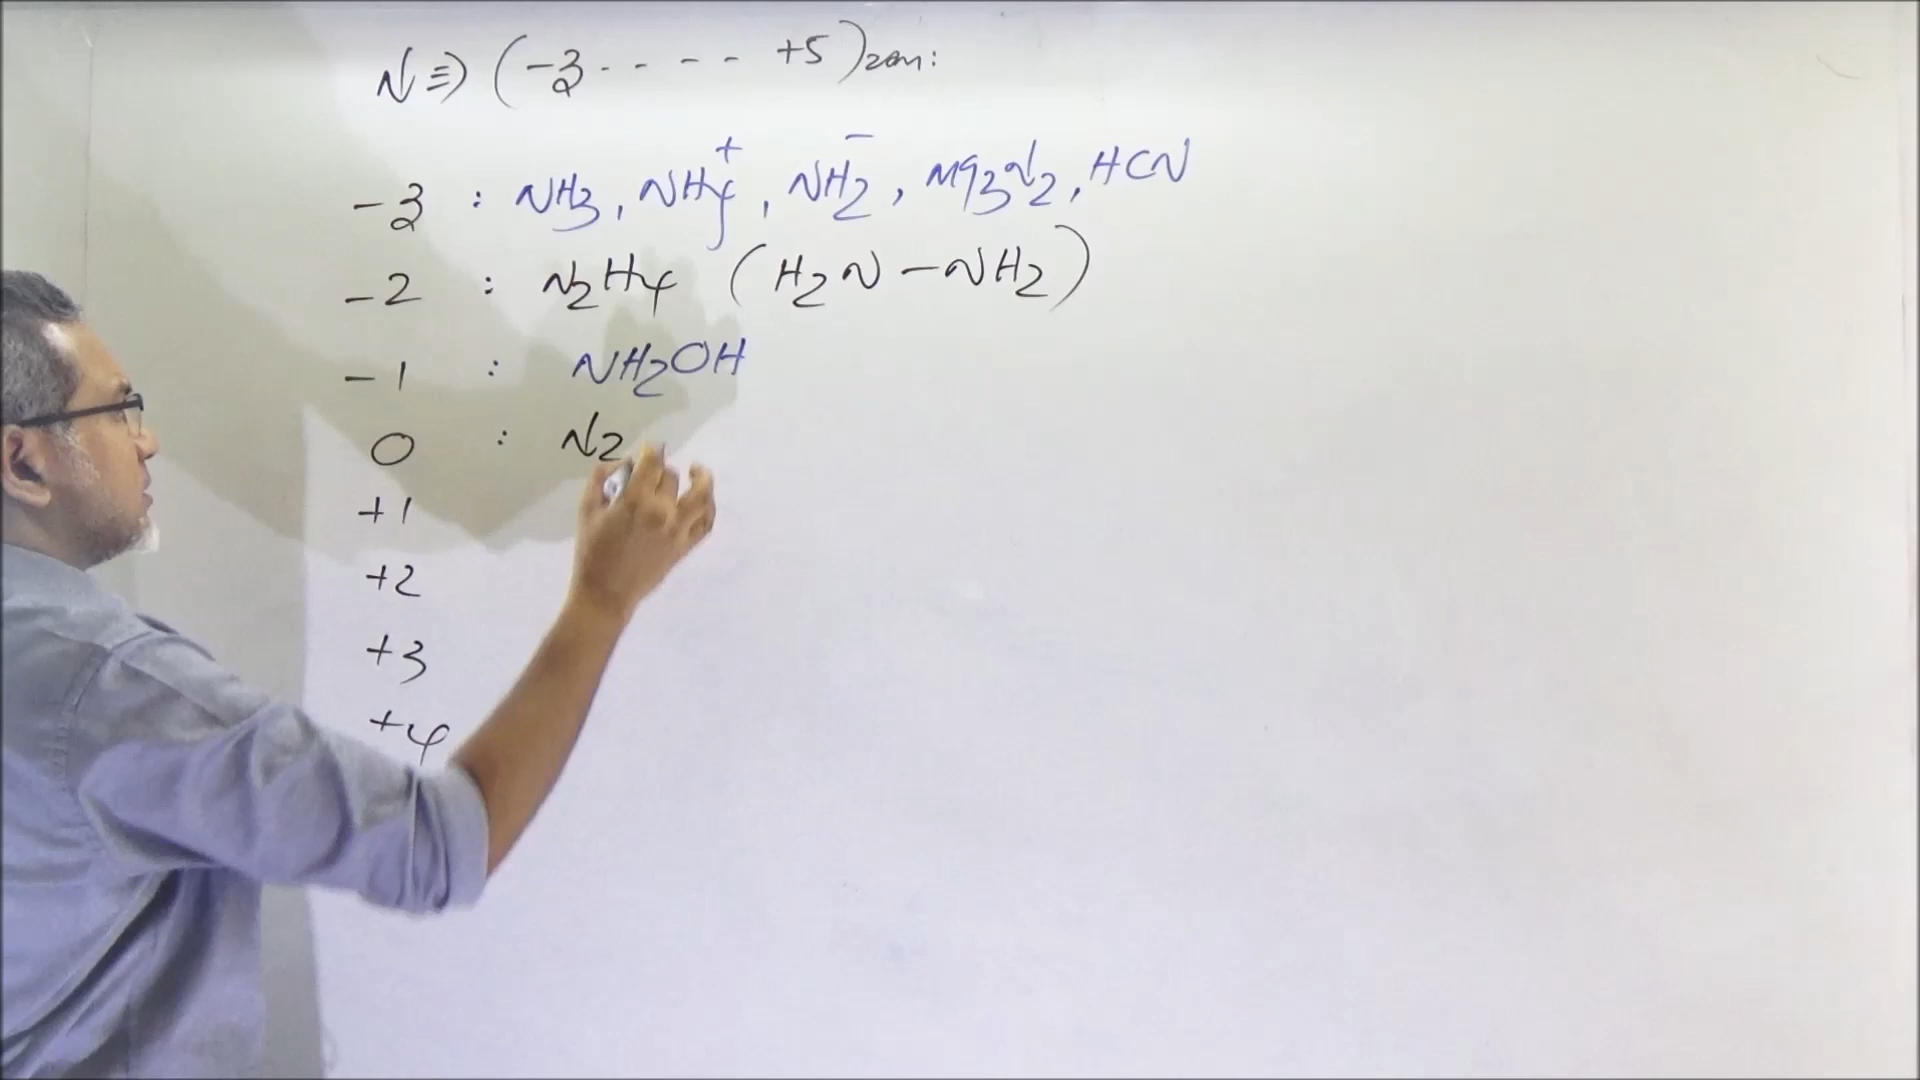 N ⇒ (-3 - - - - +5)
-3 : NH3, NH4+, NH2-, Mg3N2, HCN
-2 : N2H4 (H2N-NH2)
-1 : NH2OH
0 : N2
+1
+2
+3
+4